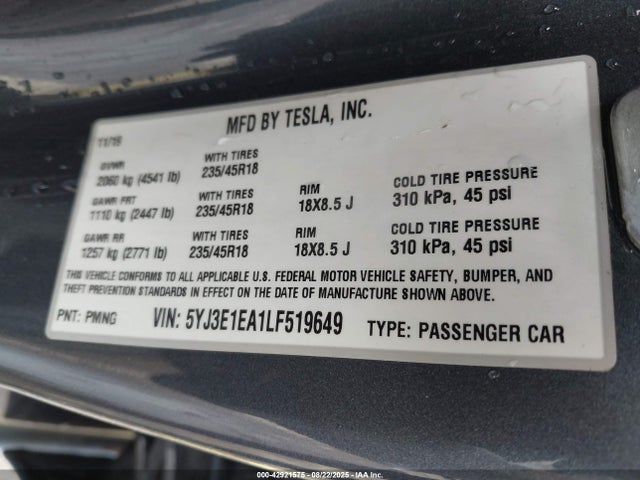 MFD BY TESLA, INC.
11/19
GVWR
2060 kg (4541 lb)
WITH TIRES
235/45R18
GAWR FRT
1110 kg (2447 lb)
WITH TIRES
235/45R18
RIM
18X8.5 J
COLD TIRE PRESSURE
310 kPa, 45 psi
GAWR RR
1257 kg (2771 lb)
WITH TIRES
235/45R18
RIM
18X8.5 J
COLD TIRE PRESSURE
310 kPa, 45 psi
THIS VEHICLE CONFORMS TO ALL APPLICABLE U.S. FEDERAL MOTOR VEHICLE SAFETY, BUMPER, AND
THEFT PREVENTION STANDARDS IN EFFECT ON THE DATE OF MANUFACTURE SHOWN ABOVE.
PNT: PMNG VIN: 5YJ3E1EA1LF519649 TYPE: PASSENGER CAR
00-42921575 - 08/22/2025 - IAA Inc.